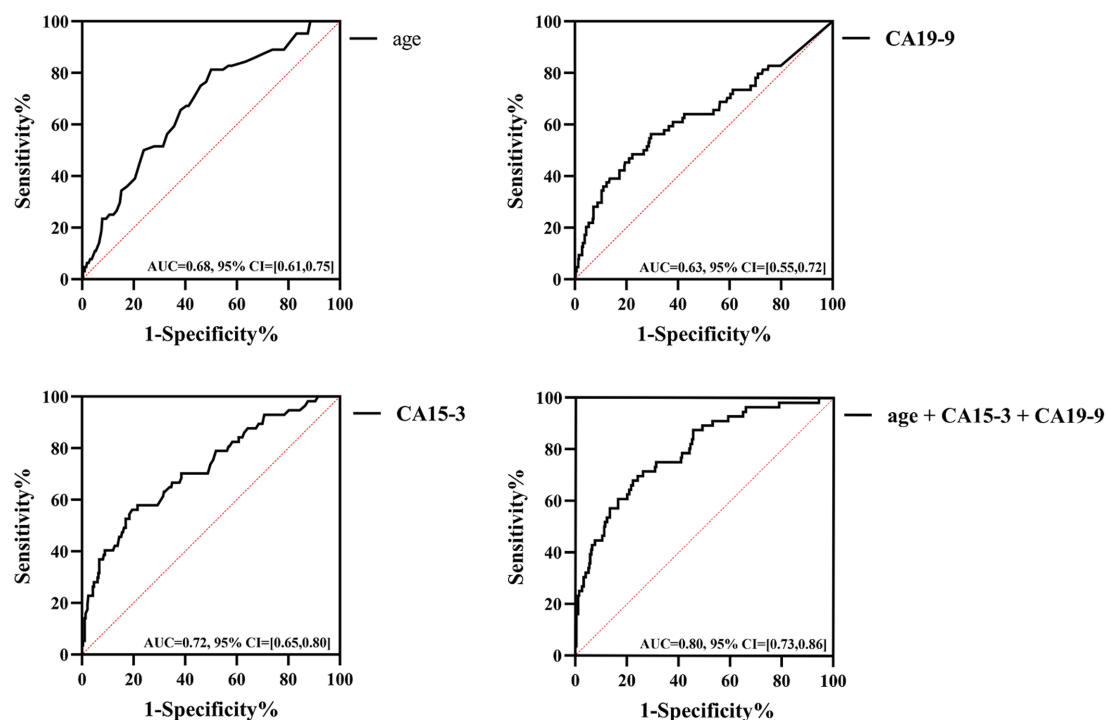 100
80
60
40
20
0
Sensitivity%
age
AUC=0.68, 95% CI=[0.61,0.75]
0 20 40 60 80 100
1-Specificity%
100
80
60
40
20
0
Sensitivity%
CA19-9
AUC=0.63, 95% CI=[0.55,0.72]
0 20 40 60 80 100
1-Specificity%
100
80
60
40
20
0
Sensitivity%
CA15-3
AUC=0.72, 95% CI=[0.65,0.80]
0 20 40 60 80 100
1-Specificity%
100
80
60
40
20
0
Sensitivity%
age + CA15-3 + CA19-9
AUC=0.80, 95% CI=[0.73,0.86]
0 20 40 60 80 100
1-Specificity%